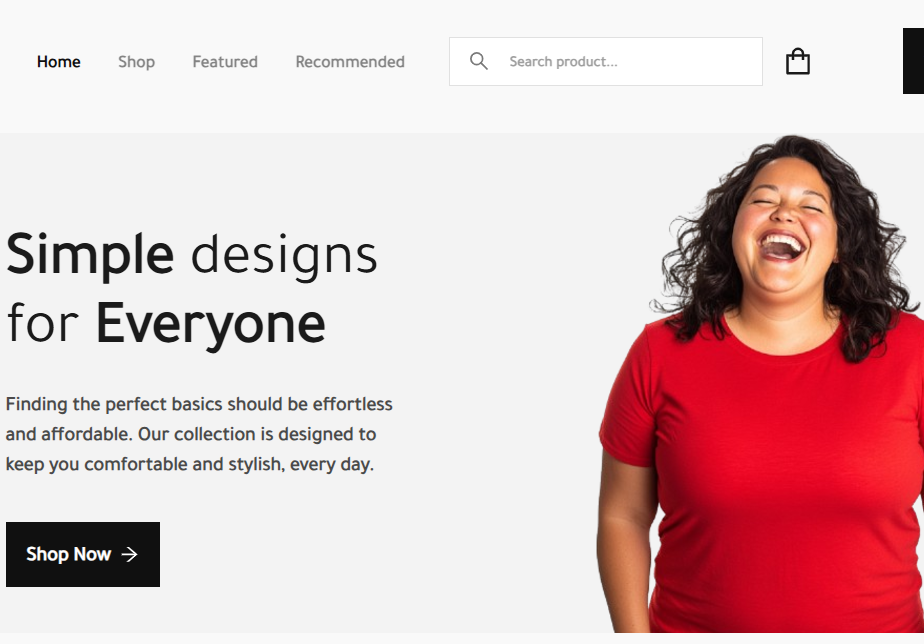 Home Shop Featured Recommended Search product...
Simple designs
for Everyone
Finding the perfect basics should be effortless
and affordable. Our collection is designed to
keep you comfortable and stylish, every day.
Shop Now →